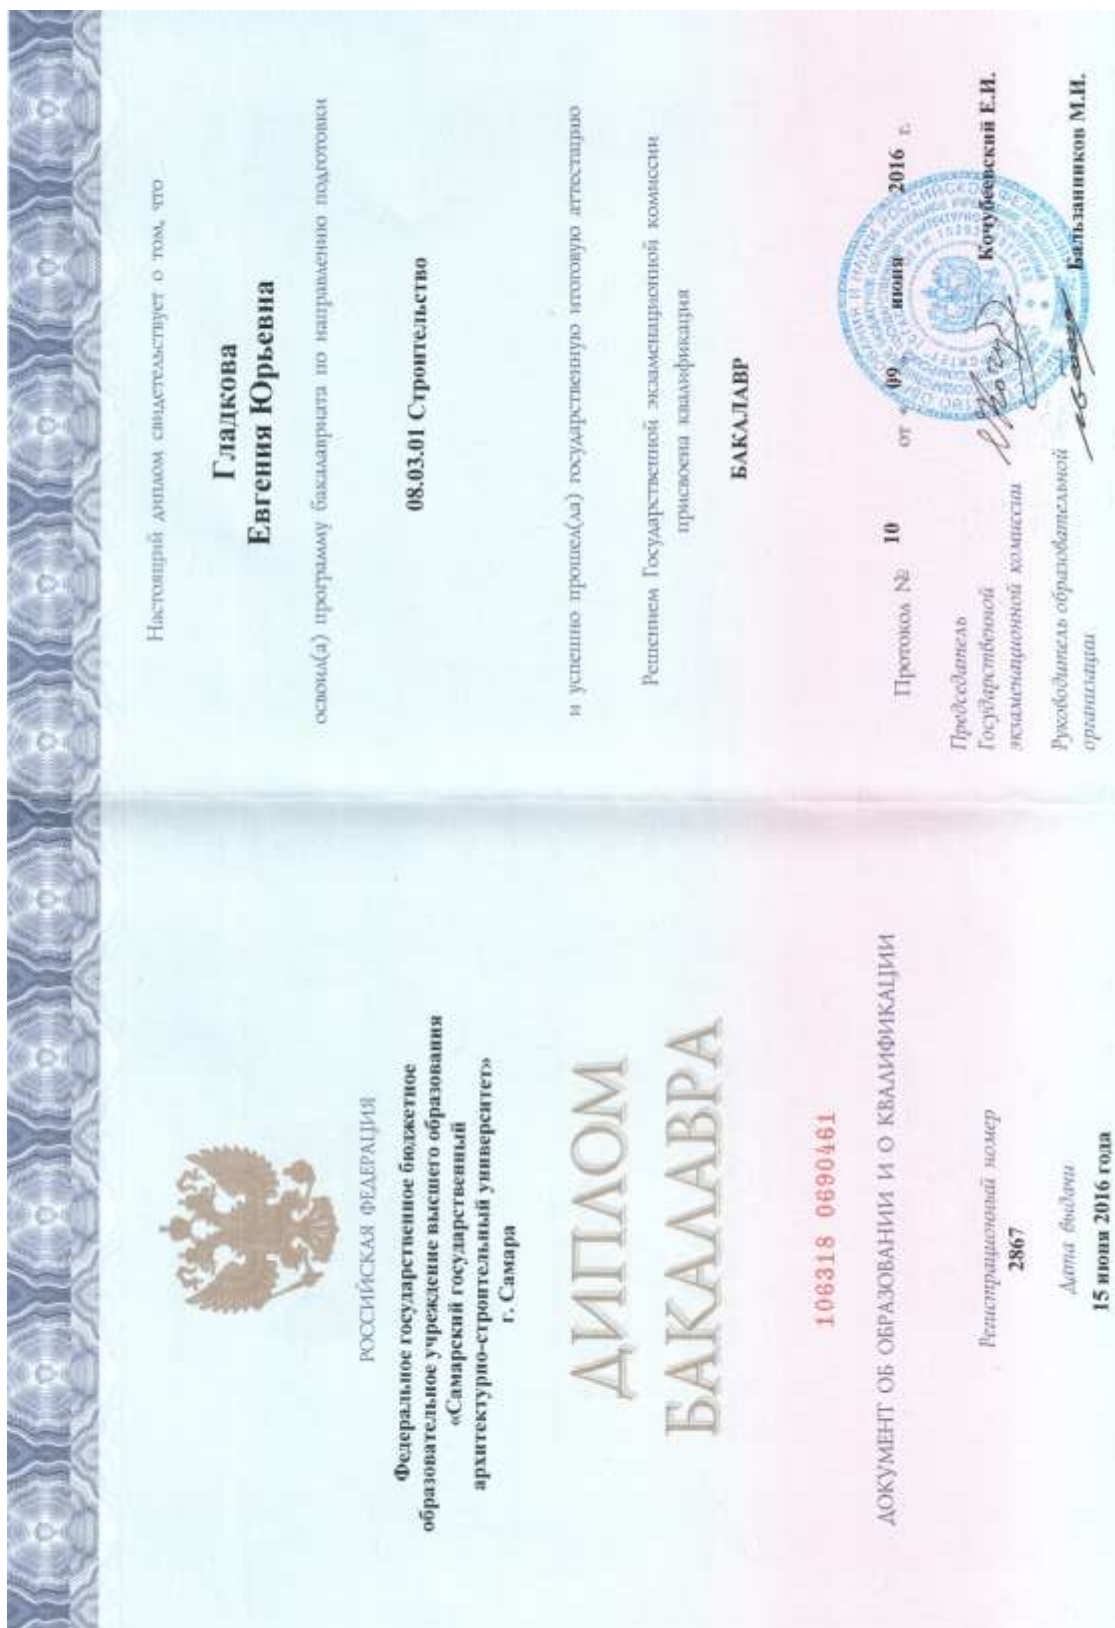 РОССИЙСКАЯ ФЕДЕРАЦИЯ
Федеральное государственное бюджетное
образовательное учреждение высшего образования
«Самарский государственный
архитектурно-строительный университет»
г. Самара
ДИПЛОМ
БАКАЛАВРА
106318 0690461
ДОКУМЕНТ ОБ ОБРАЗОВАНИИ И О КВАЛИФИКАЦИИ
Регистрационный номер
2867
Дата выдачи
15 июня 2016 года
Настоящий диплом свидетельствует о том, что
Гладкова
Евгения Юрьевна
освоил(а) программу бакалавриата по направлению подготовки
08.03.01 Строительство
и успешно прошел(ла) государственную итоговую аттестацию
Решением Государственной экзаменационной комиссии
присвоена квалификация
БАКАЛАВР
Протокол № 10 от « 09 » июня 2016 г.
Председатель
Государственной
экзаменационной комиссии Кочубеевский Е.И.
Руководитель образовательной
организации Бальзанников М.И.